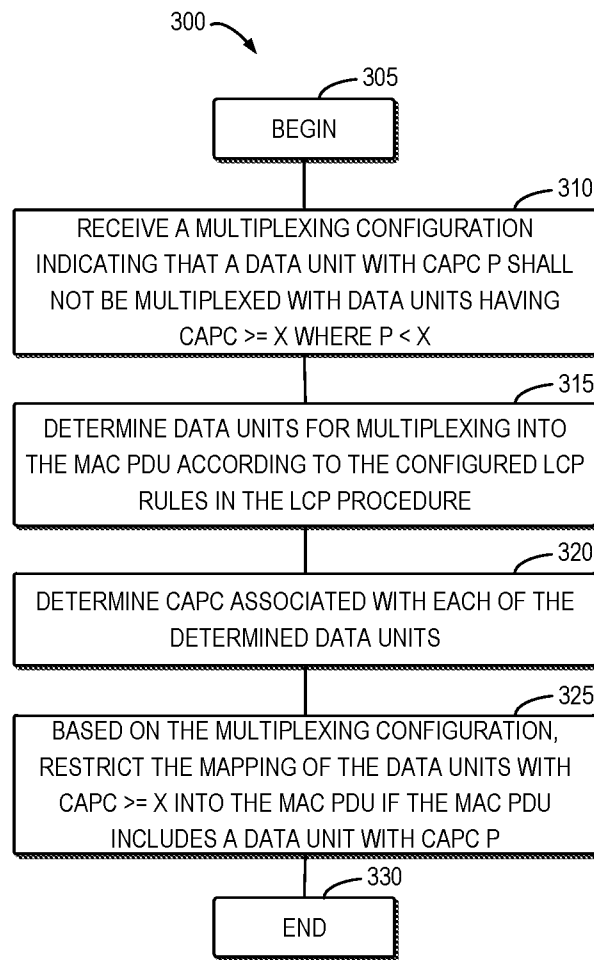 300
305
BEGIN
310
RECEIVE A MULTIPLEXING CONFIGURATION
INDICATING THAT A DATA UNIT WITH CAPC P SHALL
NOT BE MULTIPLEXED WITH DATA UNITS HAVING
CAPC >= X WHERE P < X
315
DETERMINE DATA UNITS FOR MULTIPLEXING INTO
THE MAC PDU ACCORDING TO THE CONFIGURED LCP
RULES IN THE LCP PROCEDURE
320
DETERMINE CAPC ASSOCIATED WITH EACH OF THE
DETERMINED DATA UNITS
325
BASED ON THE MULTIPLEXING CONFIGURATION,
RESTRICT THE MAPPING OF THE DATA UNITS WITH
CAPC >= X INTO THE MAC PDU IF THE MAC PDU
INCLUDES A DATA UNIT WITH CAPC P
330
END